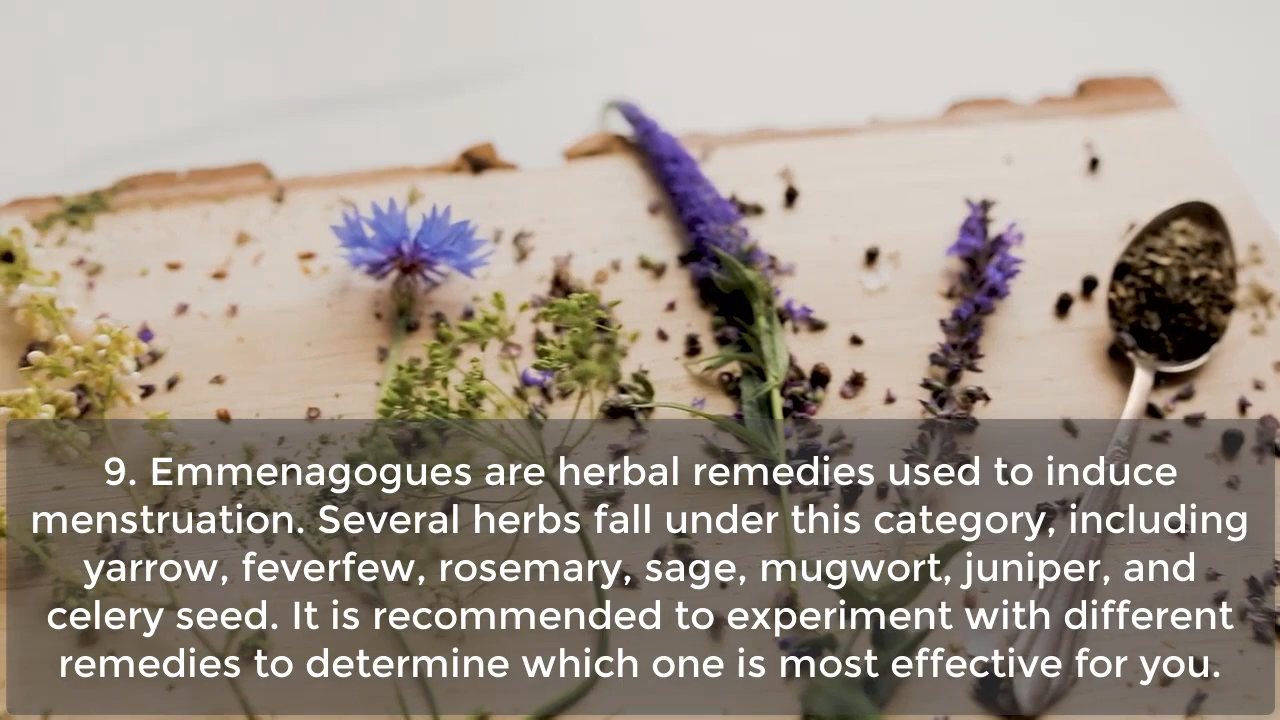 9. Emmenagogues are herbal remedies used to induce
menstruation. Several herbs fall under this category, including
yarrow, feverfew, rosemary, sage, mugwort, juniper, and
celery seed. It is recommended to experiment with different
remedies to determine which one is most effective for you.